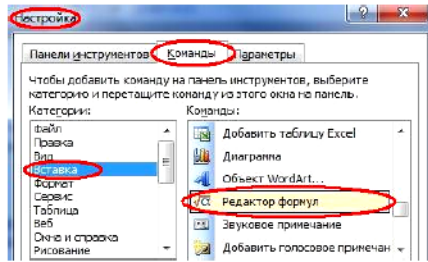 Настройка
Панели инструментов Команды Параметры
Чтобы добавить команду на панель инструментов, выберите
категорию и перетащите команду из этого окна на панель.
Категории: Команды:
Файл
Правка
Вид
Вставка
Формат
Сервис
Таблица
Веб
Окна и справка
Рисование
Добавить таблицу Excel
Диаграмма
Объект WordArt...
Редактор формул
Звуковое примечание
Добавить голосовое примечан